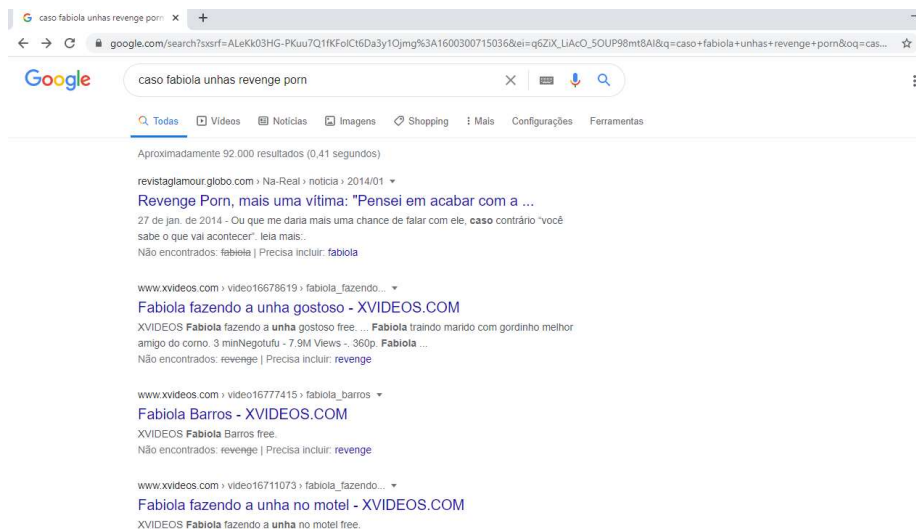 caso fabiola unhas revenge porn
google.com/search?sxsrf=ALeKk03HG-PKuu7Q1fKFolCt6Da3y1Ojmg%3A1600300715036&ei=q6ZiX_LiAcO_5OUP98mt8AI&q=caso+fabiola+unhas+revenge+porn&oq=cas...
Google
caso fabiola unhas revenge porn
Todas Vídeos Notícias Imagens Shopping Mais Configurações Ferramentas
Aproximadamente 92.000 resultados (0,41 segundos)
revistaglamour.globo.com › Na-Real › noticia › 2014/01
Revenge Porn, mais uma vítima: "Pensei em acabar com a ...
27 de jan. de 2014 - Ou que me daria mais uma chance de falar com ele, caso contrário "você
sabe o que vai acontecer". leia mais:.
Não encontrados: fabiola | Precisa incluir: fabiola
www.xvideos.com › video16678619 › fabiola_fazendo...
Fabiola fazendo a unha gostoso - XVIDEOS.COM
XVIDEOS Fabiola fazendo a unha gostoso free. ... Fabiola traindo marido com gordinho melhor
amigo do corno. 3 minNegotufu - 7.9M Views -. 360p. Fabiola ...
Não encontrados: revenge | Precisa incluir: revenge
www.xvideos.com › video16777415 › fabiola_barros
Fabiola Barros - XVIDEOS.COM
XVIDEOS Fabiola Barros free.
Não encontrados: revenge | Precisa incluir: revenge
www.xvideos.com › video16711073 › fabiola_fazendo...
Fabiola fazendo a unha no motel - XVIDEOS.COM
XVIDEOS Fabiola fazendo a unha no motel free.